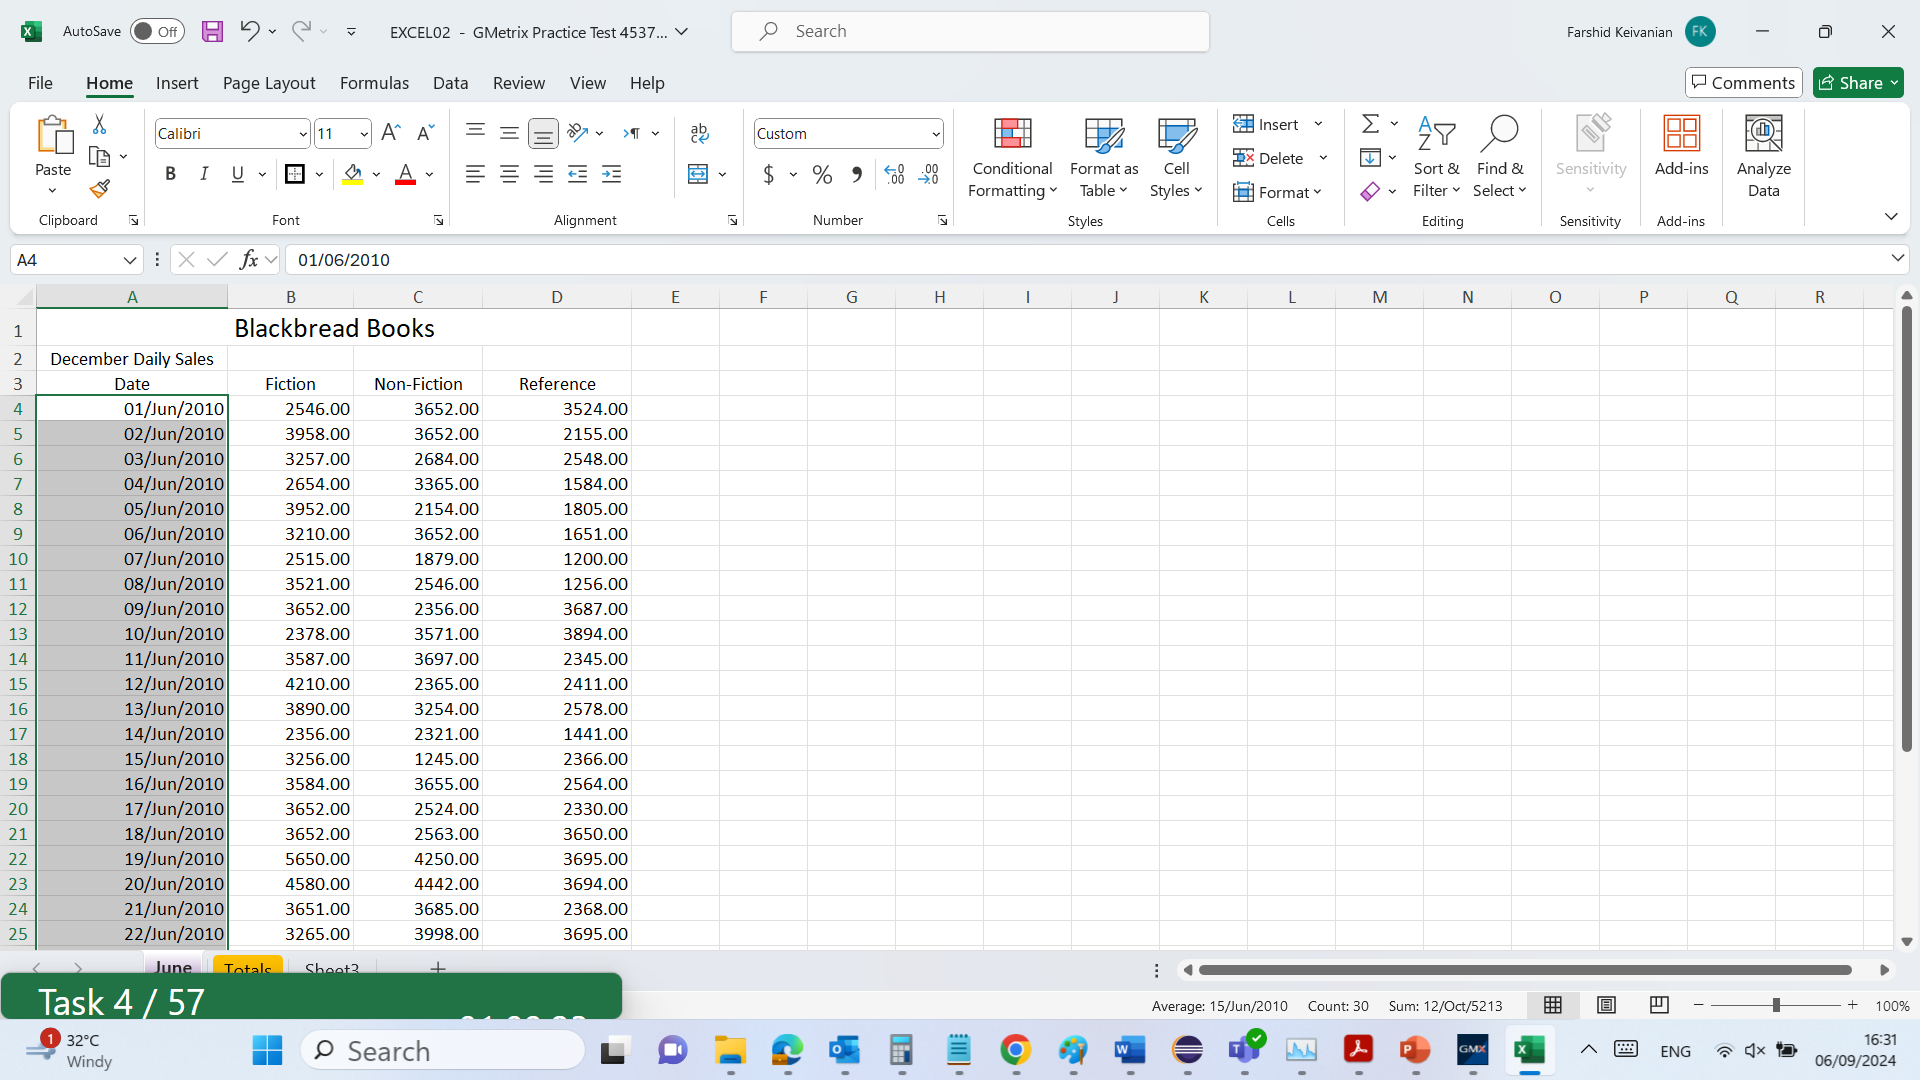 AutoSave Off EXCEL02 - GMetrix Practice Test 4537... Search Farshid Keivanian FK
File Home Insert Page Layout Formulas Data Review View Help Comments Share
Paste Calibri 11 Custom Conditional Formatting Format as Table Cell Styles Insert Delete Format Sort & Filter Find & Select Sensitivity Add-ins Analyze Data
Clipboard Font Alignment Number Styles Cells Editing Sensitivity Add-ins
A4 fx 01/06/2010
A B C D E F G H I J K L M N O P Q R
1 Blackbread Books
2 December Daily Sales
3 Date Fiction Non-Fiction Reference
4 01/Jun/2010 2546.00 3652.00 3524.00
5 02/Jun/2010 3958.00 3652.00 2155.00
6 03/Jun/2010 3257.00 2684.00 2548.00
7 04/Jun/2010 2654.00 3365.00 1584.00
8 05/Jun/2010 3952.00 2154.00 1805.00
9 06/Jun/2010 3210.00 3652.00 1651.00
10 07/Jun/2010 2515.00 1879.00 1200.00
11 08/Jun/2010 3521.00 2546.00 1256.00
12 09/Jun/2010 3652.00 2356.00 3687.00
13 10/Jun/2010 2378.00 3571.00 3894.00
14 11/Jun/2010 3587.00 3697.00 2345.00
15 12/Jun/2010 4210.00 2365.00 2411.00
16 13/Jun/2010 3890.00 3254.00 2578.00
17 14/Jun/2010 2356.00 2321.00 1441.00
18 15/Jun/2010 3256.00 1245.00 2366.00
19 16/Jun/2010 3584.00 3655.00 2564.00
20 17/Jun/2010 3652.00 2524.00 2330.00
21 18/Jun/2010 3652.00 2563.00 3650.00
22 19/Jun/2010 5650.00 4250.00 3695.00
23 20/Jun/2010 4580.00 4442.00 3694.00
24 21/Jun/2010 3651.00 3685.00 2368.00
25 22/Jun/2010 3265.00 3998.00 3695.00
June Totals Sheet3
Task 4 / 57
Average: 15/Jun/2010 Count: 30 Sum: 12/Oct/5213 100%
1 32°C Windy Search GMX ENG 16:31
06/09/2024